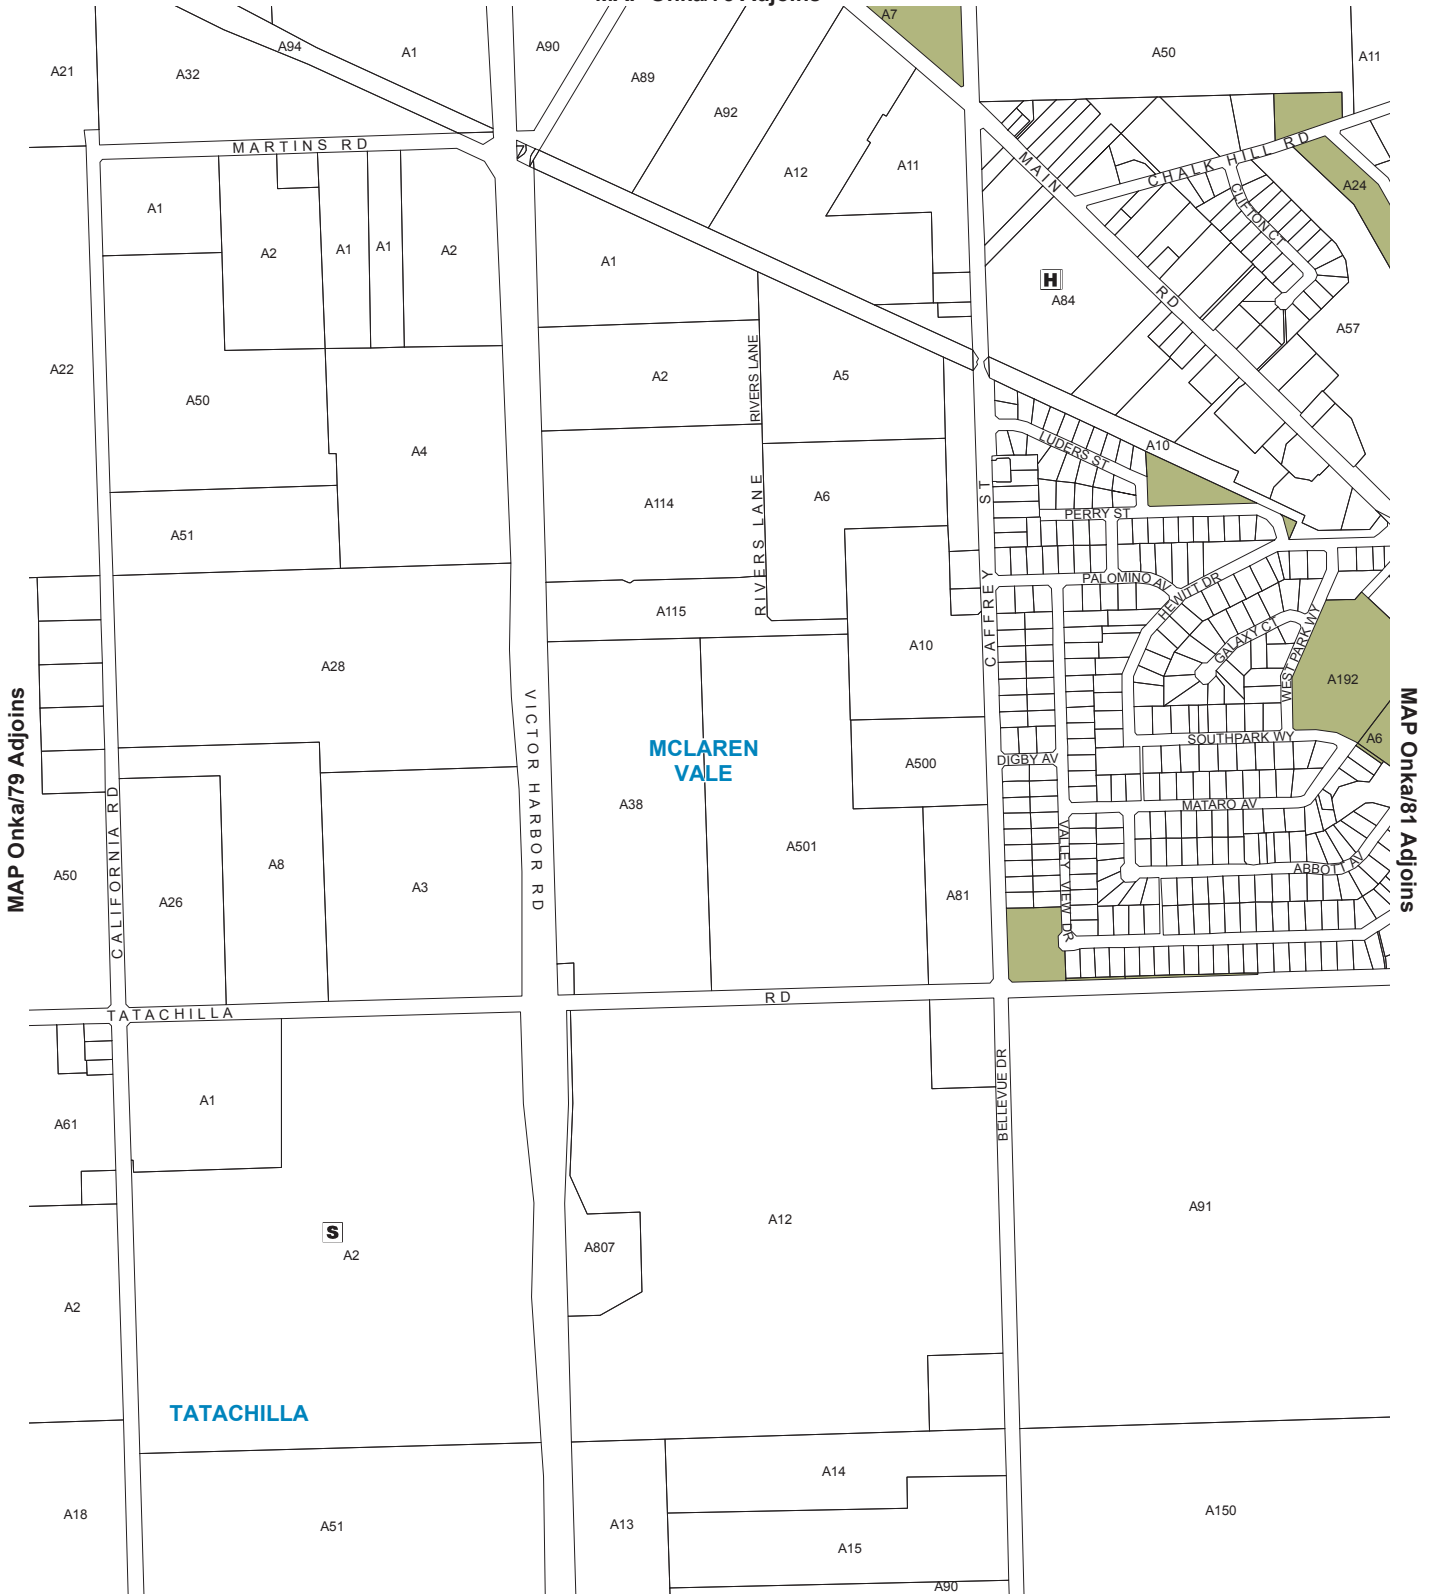 A7
A94
A1
A90
A50
A11
A21
A32
A89
A92
MARTINS RD
A12
A11
MAIN
CHALK HILL RD
A24
CLIFTON CT
A1
A2
A1
A1
A2
A1
H
A84
RD
A57
A22
A50
A2
RIVERS LANE
A5
A4
LUDERS ST
A10
A51
A114
RIVERS LANE
A6
CAFFREY ST
PERRY ST
PALOMINO AV
HEWITT DR
A115
A28
A10
GALAXY CT
WEST PARK WY
A192
MAP Onka/79 Adjoins
VICTOR HARBOR RD
MCLAREN
VALE
MAP Onka/81 Adjoins
SOUTHPARK WY
A6
DIGBY AV
A500
A38
MATARO AV
CALIFORNIA RD
A50
A26
A8
A3
A501
A81
VALLEY VIEW DR
ABBOTT AV
TATACHILLA
RD
A1
A61
BELLEVUE DR
S
A2
A807
A12
A91
A2
TATACHILLA
A18
A51
A13
A14
A15
A150
A90